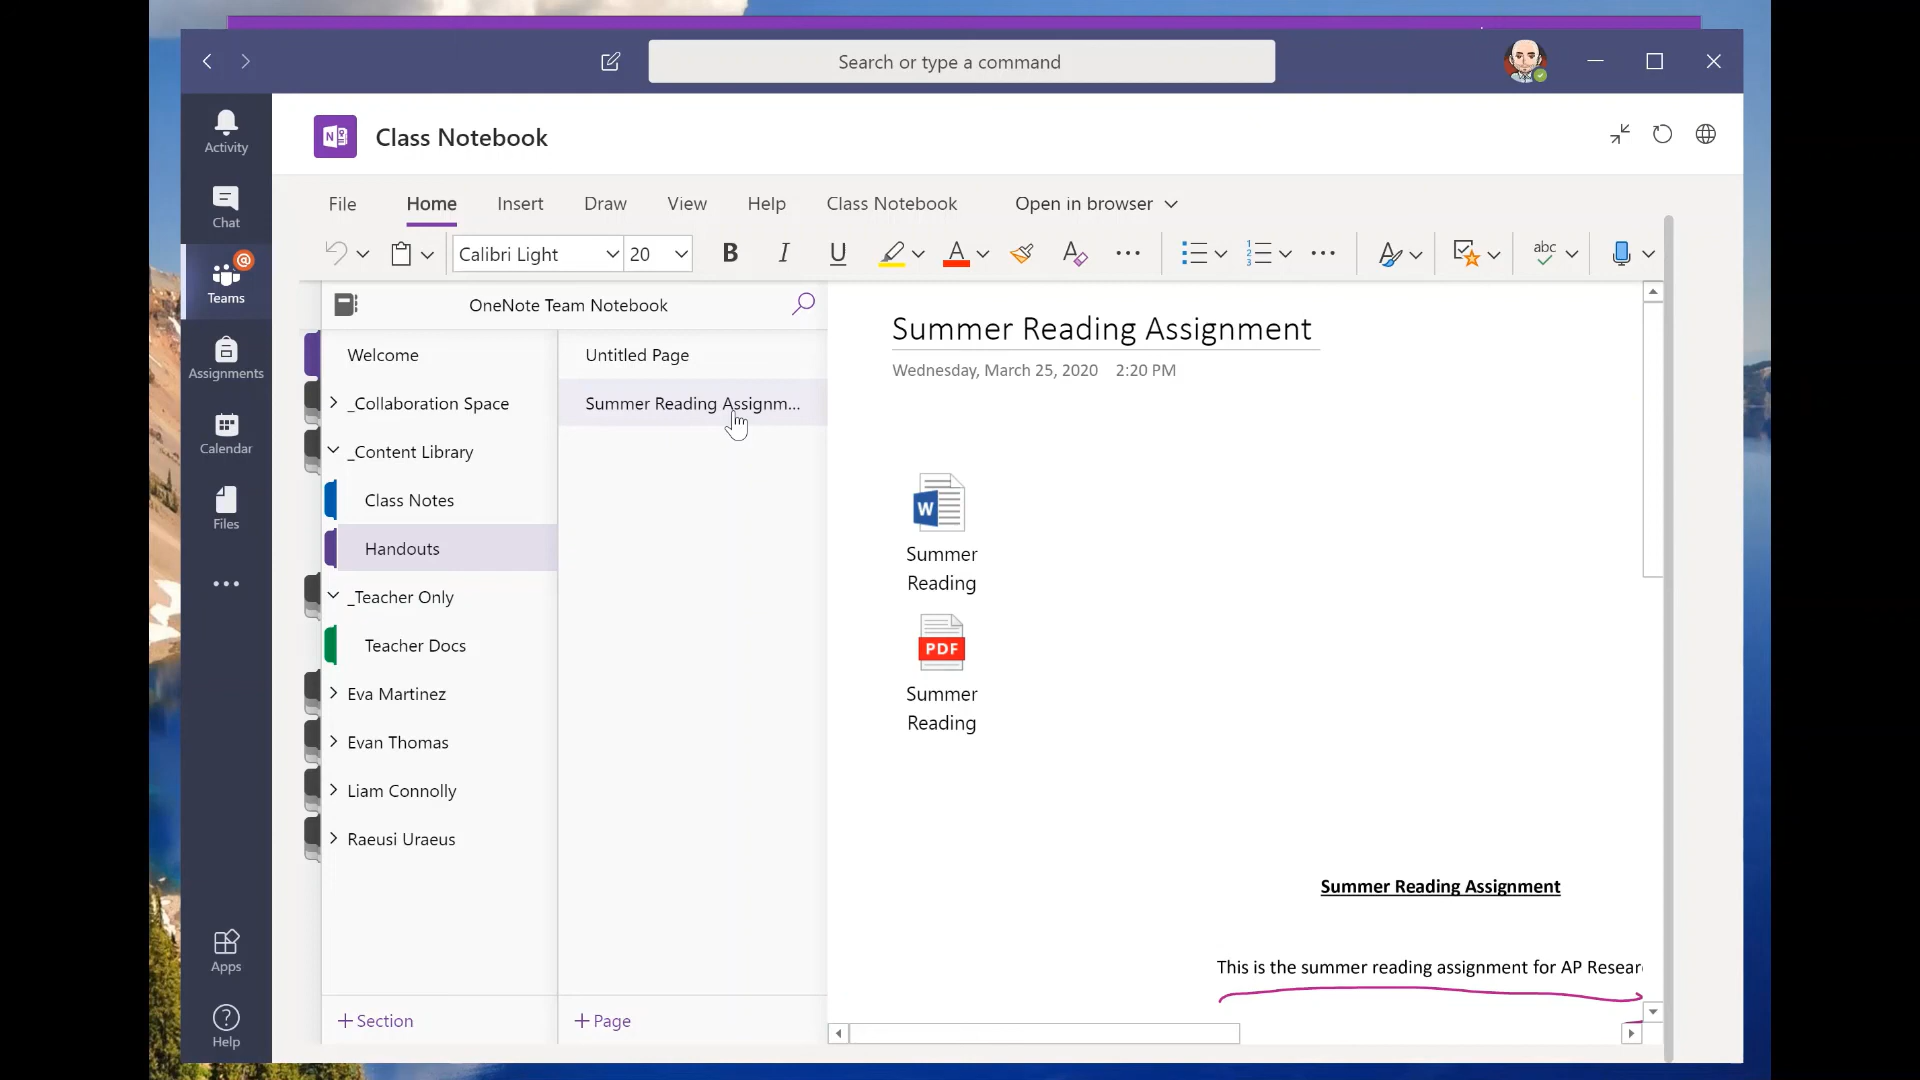 Search or type a command
Activity
Chat
Teams
Assignments
Calendar
Files
Apps
Help
Class Notebook
File Home Insert Draw View Help Class Notebook Open in browser
Calibri Light 20 B I U A A abc
OneNote Team Notebook
Welcome
_Collaboration Space
_Content Library
Class Notes
Handouts
_Teacher Only
Teacher Docs
Eva Martinez
Evan Thomas
Liam Connolly
Raeusi Uraeus
+ Section
Untitled Page
Summer Reading Assignm...
+ Page
Summer Reading Assignment
Wednesday, March 25, 2020 2:20 PM
W
Summer
Reading
PDF
Summer
Reading
Summer Reading Assignment
This is the summer reading assignment for AP Resear